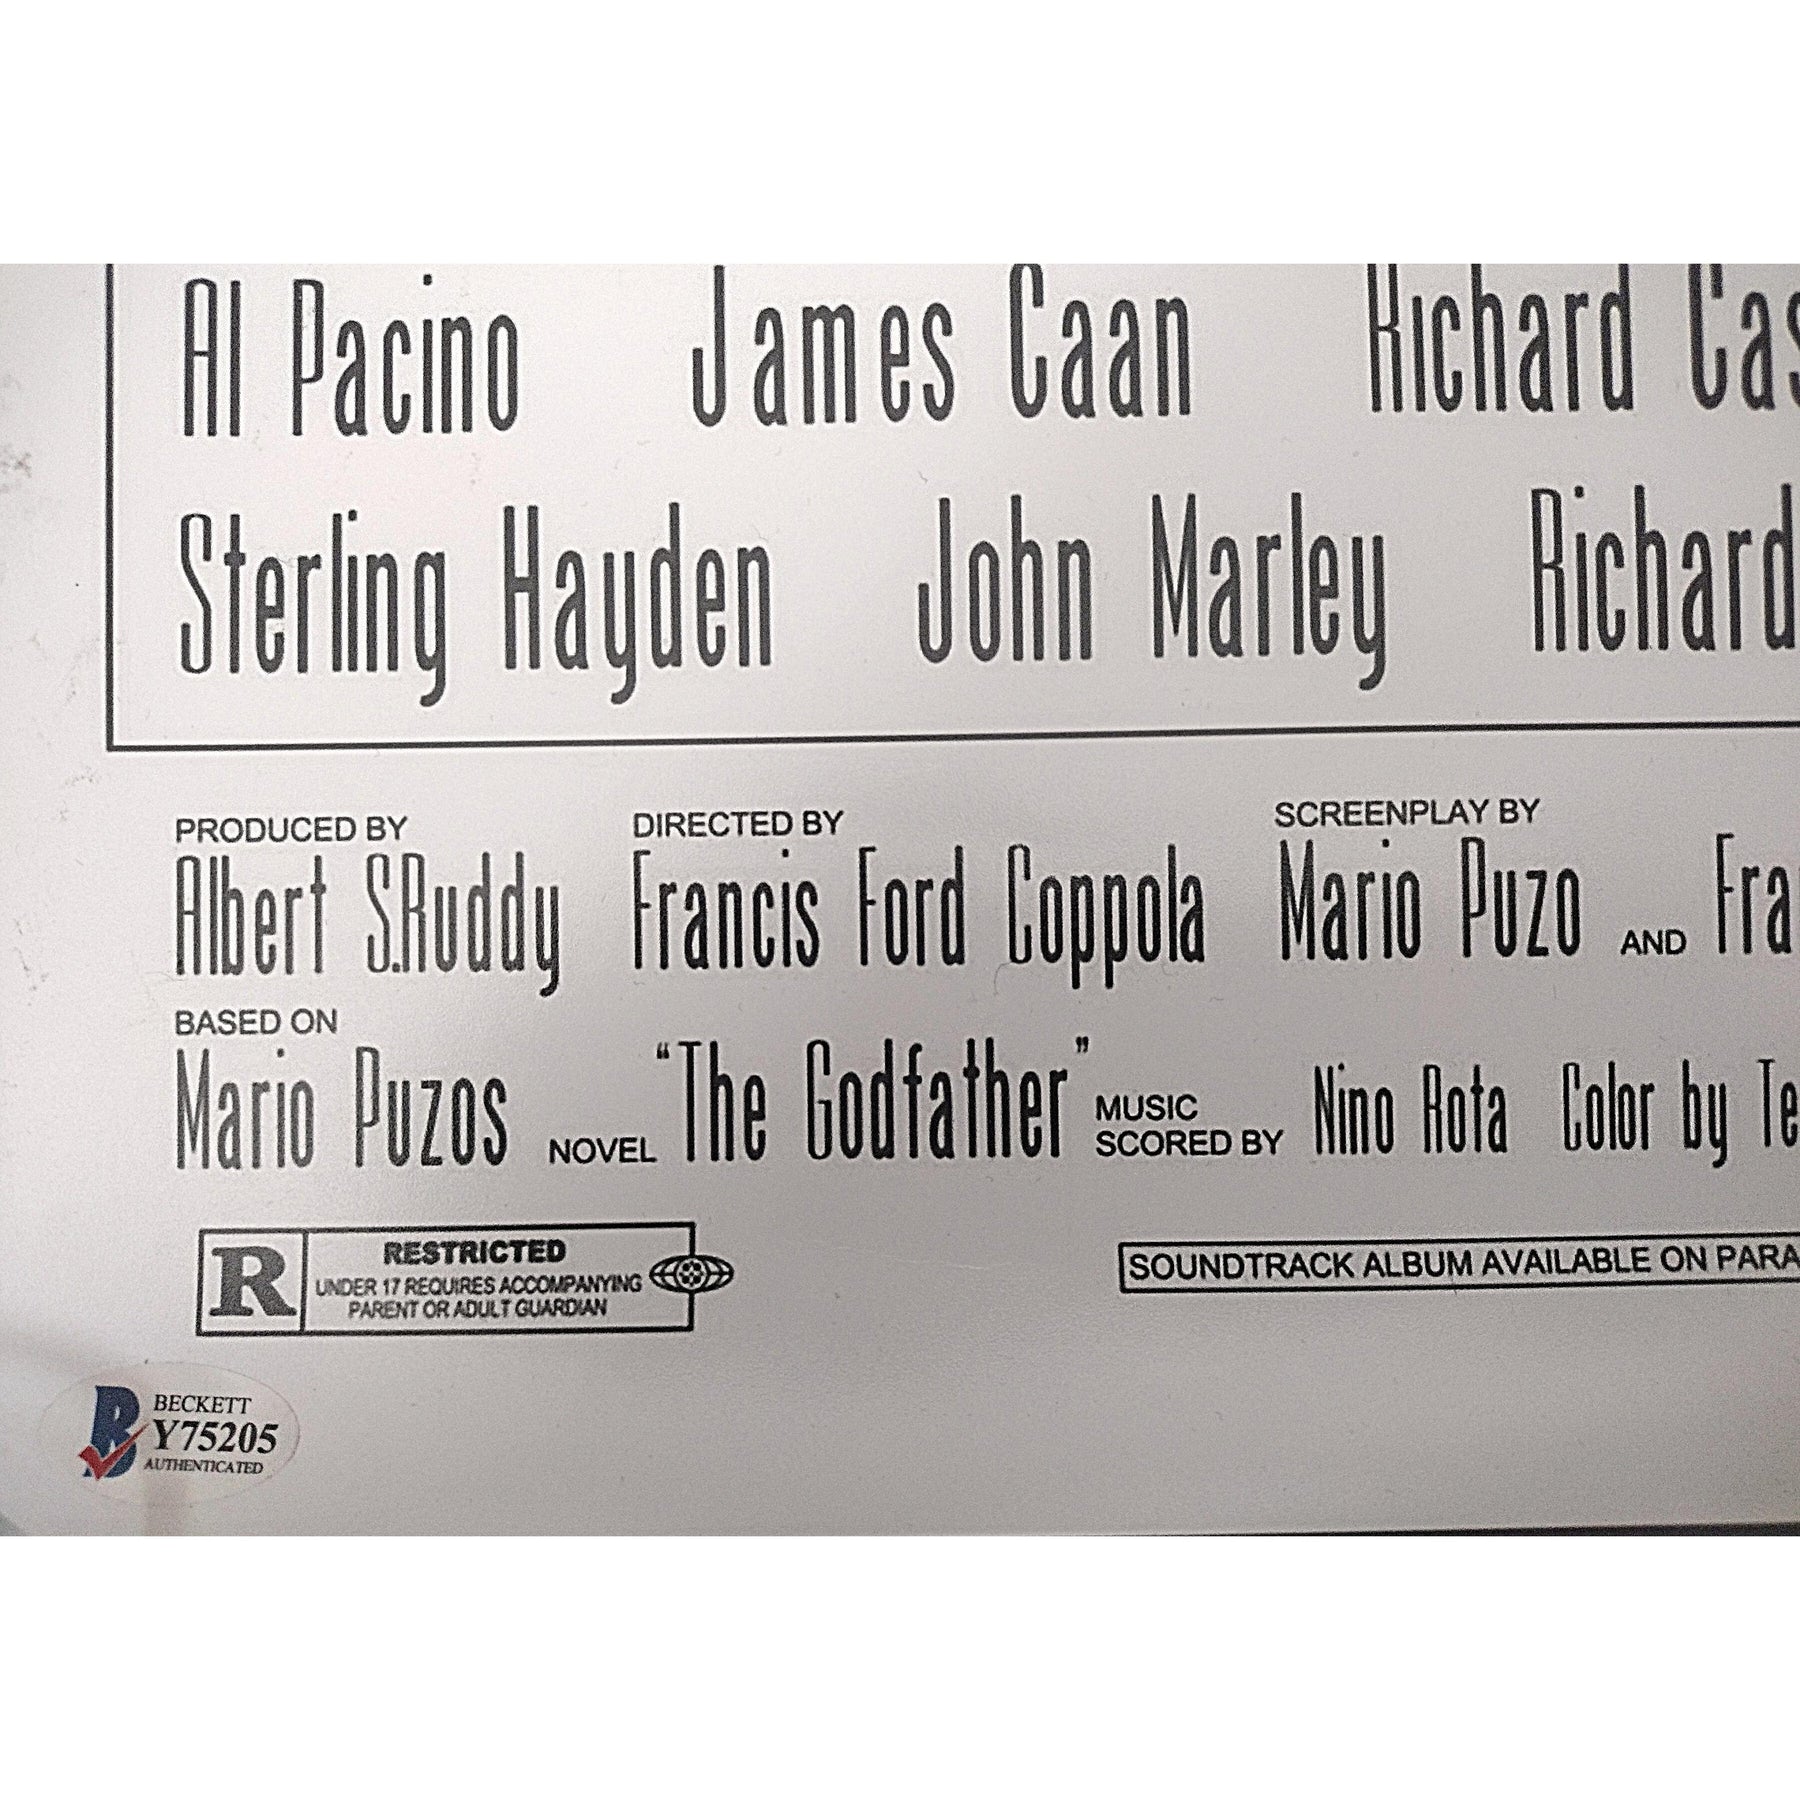 Al Pacino James Caan Richard Cas
Sterling Hayden John Marley Richard
PRODUCED BY DIRECTED BY SCREENPLAY BY
Albert S.Ruddy Francis Ford Coppola Mario Puzo AND Fra
BASED ON
Mario Puzos NOVEL "The Godfather" MUSIC SCORED BY Nino Rota Color by Te
R RESTRICTED
UNDER 17 REQUIRES ACCOMPANYING
PARENT OR ADULT GUARDIAN
SOUNDTRACK ALBUM AVAILABLE ON PARA
BECKETT
Y75205
AUTHENTICATED